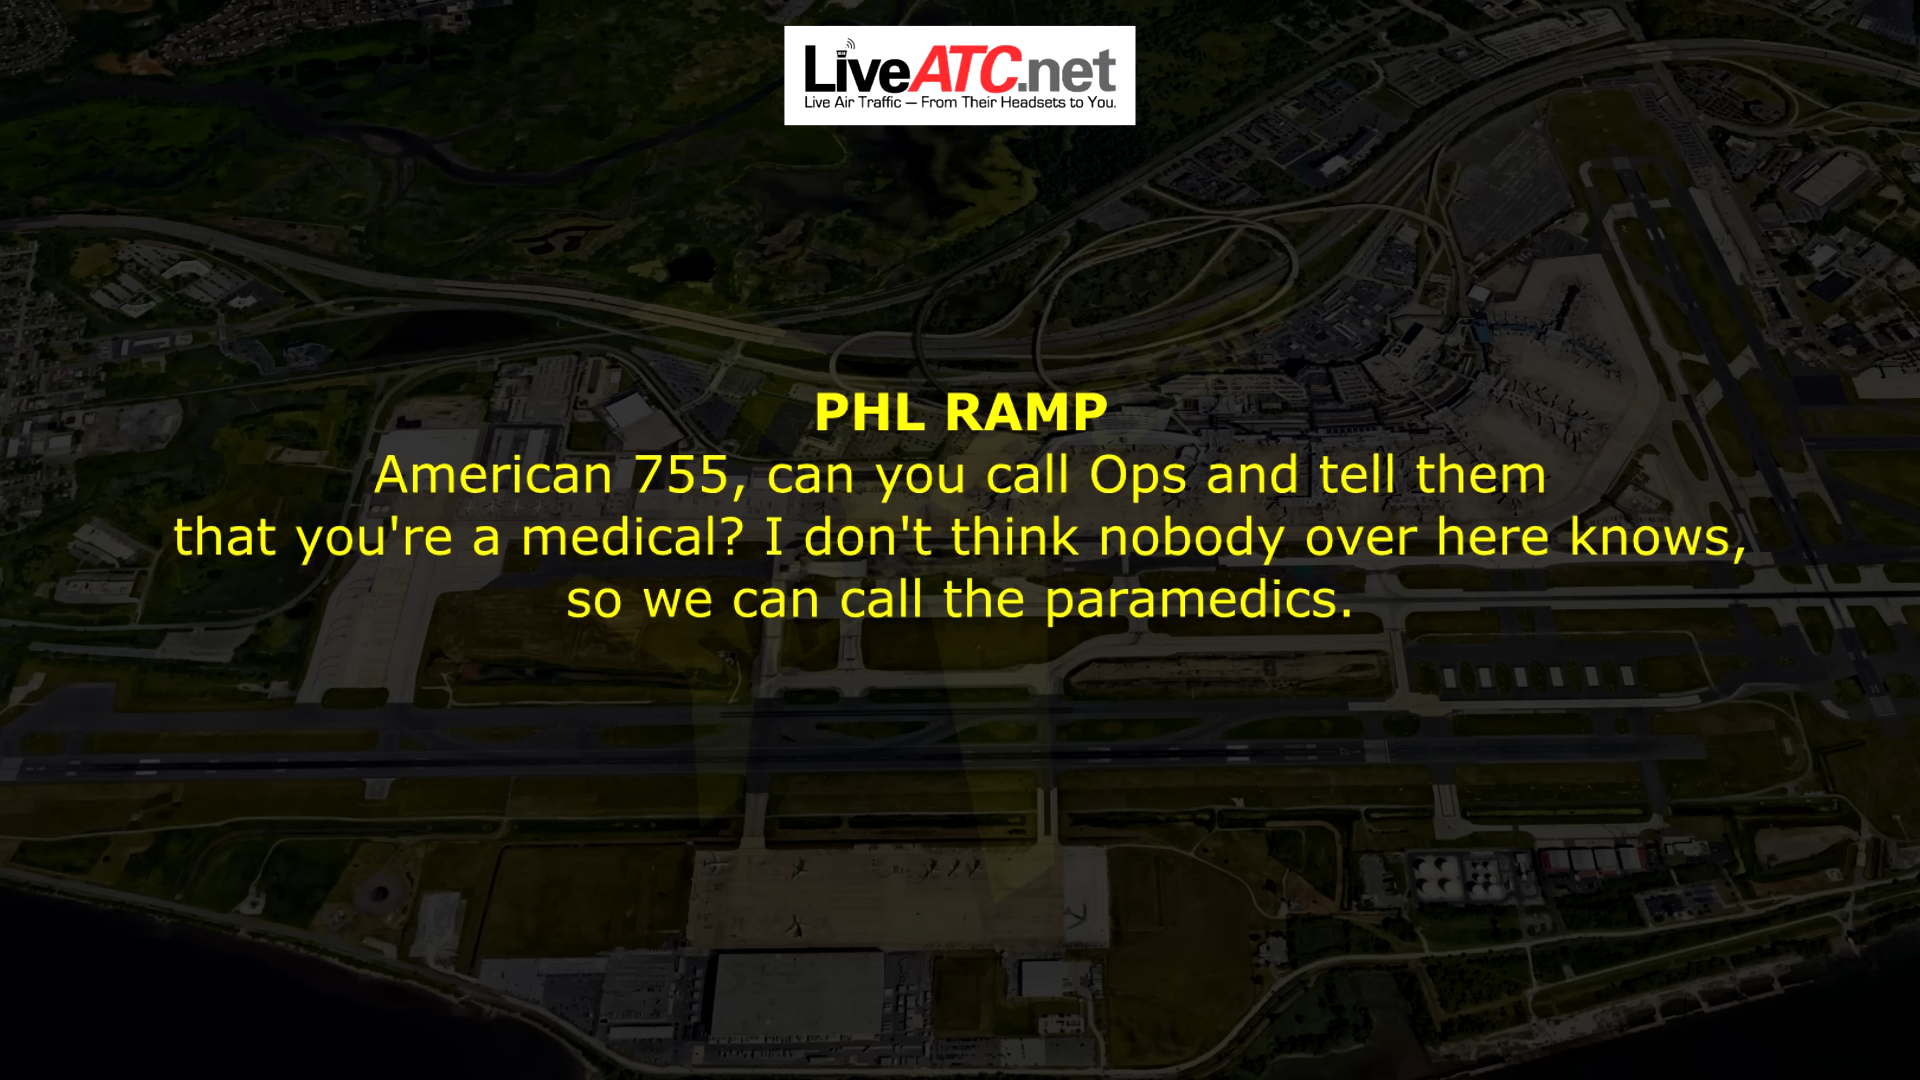 LiveATC.net
Live Air Traffic — From Their Headsets to You.
PHL RAMP
American 755, can you call Ops and tell them
that you're a medical? I don't think nobody over here knows,
so we can call the paramedics.